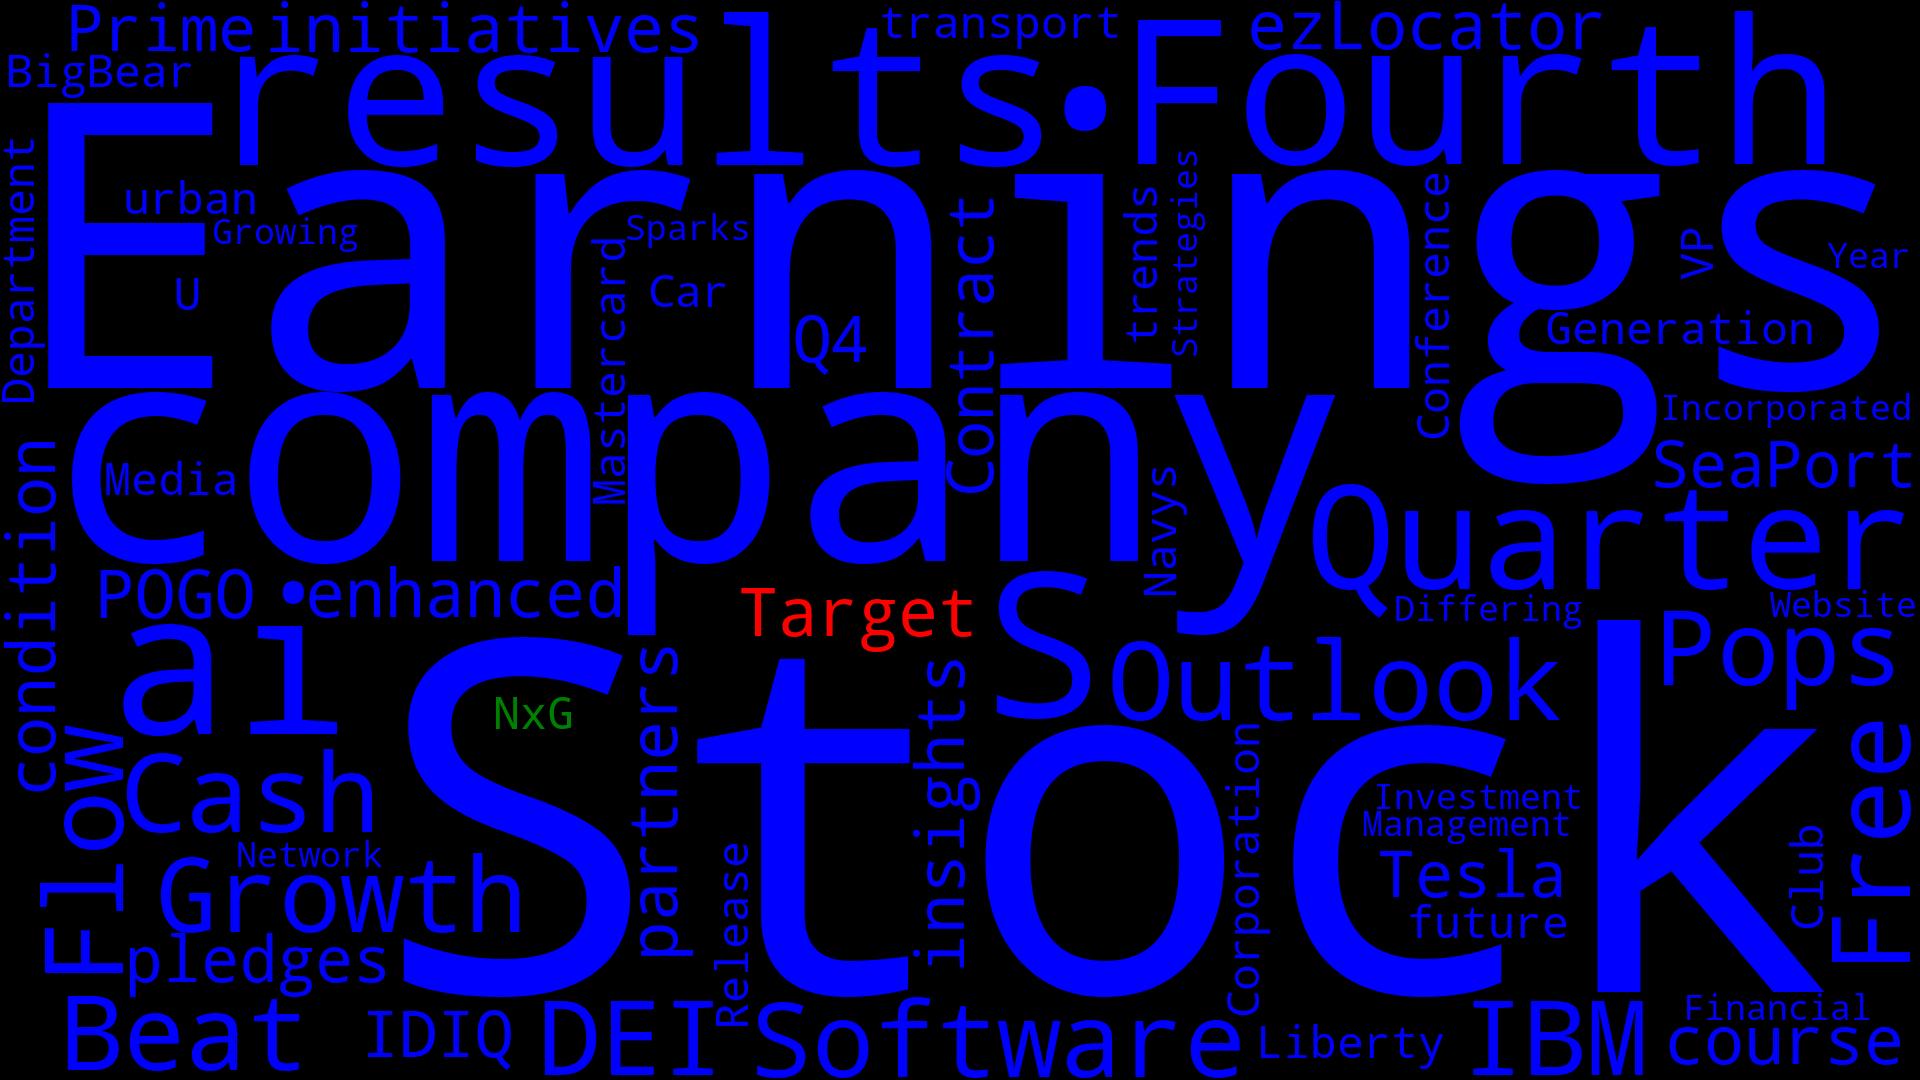 Prime
initiatives
transport
ezLocator
BigBear
results
•
Fourth
Department
Earnings
urban
Growing
U
Sparks
Mastercard
Car
Q4
Contract
trends
Strategies
Conference
VP
Year
Generation
company
Media
Incorporated
SeaPort
condition
Navys
Quarter
POGO
•
enhanced
Target
S
Differing
Website
ai
Outlook
Pops
Stock
NxG
partners
insights
Flow
Cash
Corporation
Investment
Management
Free
Network
Growth
Release
Tesla
Club
future
pledges
Beat
IDIQ
DEI
Software
Liberty
IBM
Financial
course